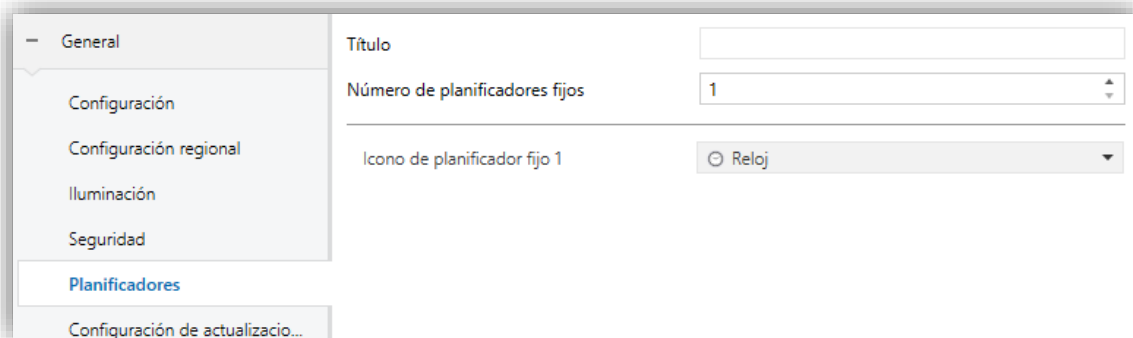 General
Configuración
Configuración regional
Iluminación
Seguridad
Planificadores
Configuración de actualizacio...
Título
Número de planificadores fijos 1
Icono de planificador fijo 1 Reloj